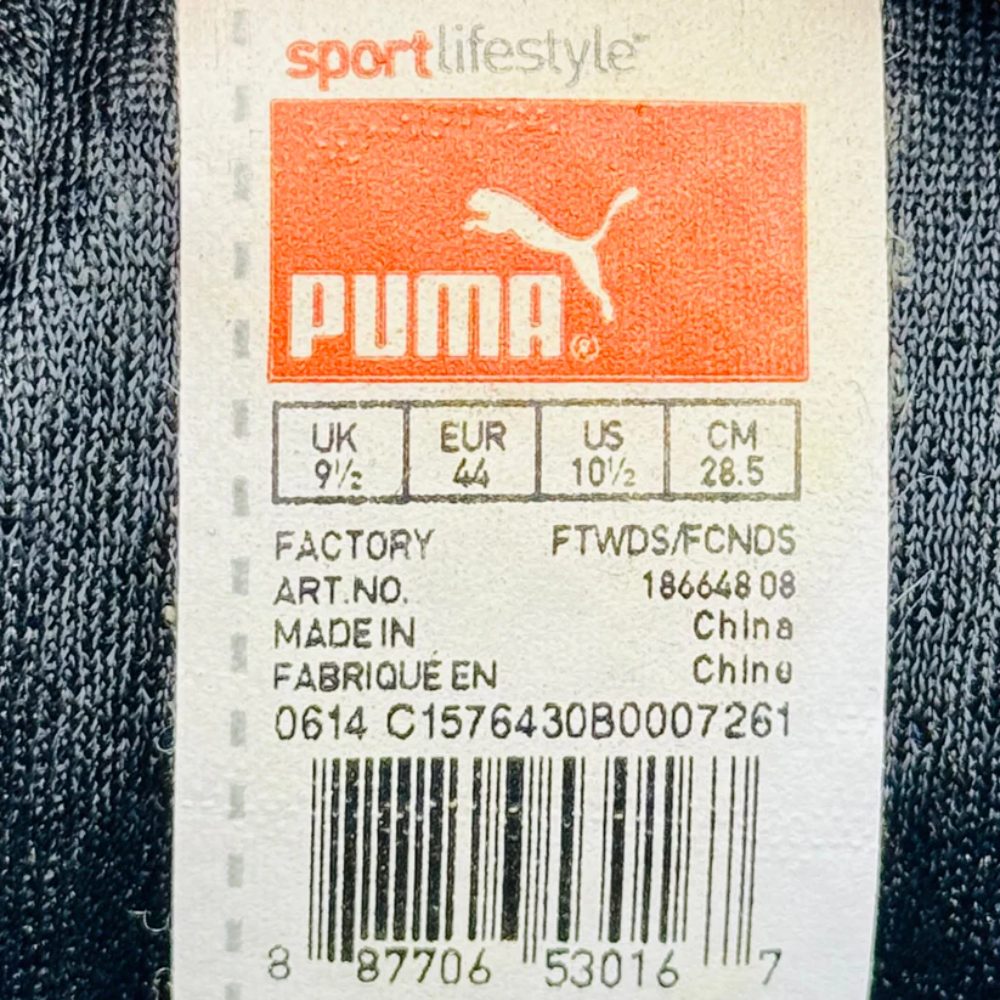 sportlifestyle™
PUMA®
UK EUR US CM
9½ 44 10½ 28.5
FACTORY FTWDS/FCNDS
ART.NO. 186648 08
MADE IN China
FABRIQUÉ EN Chine
0614 C1576430B0007261
8 87706 53016 7